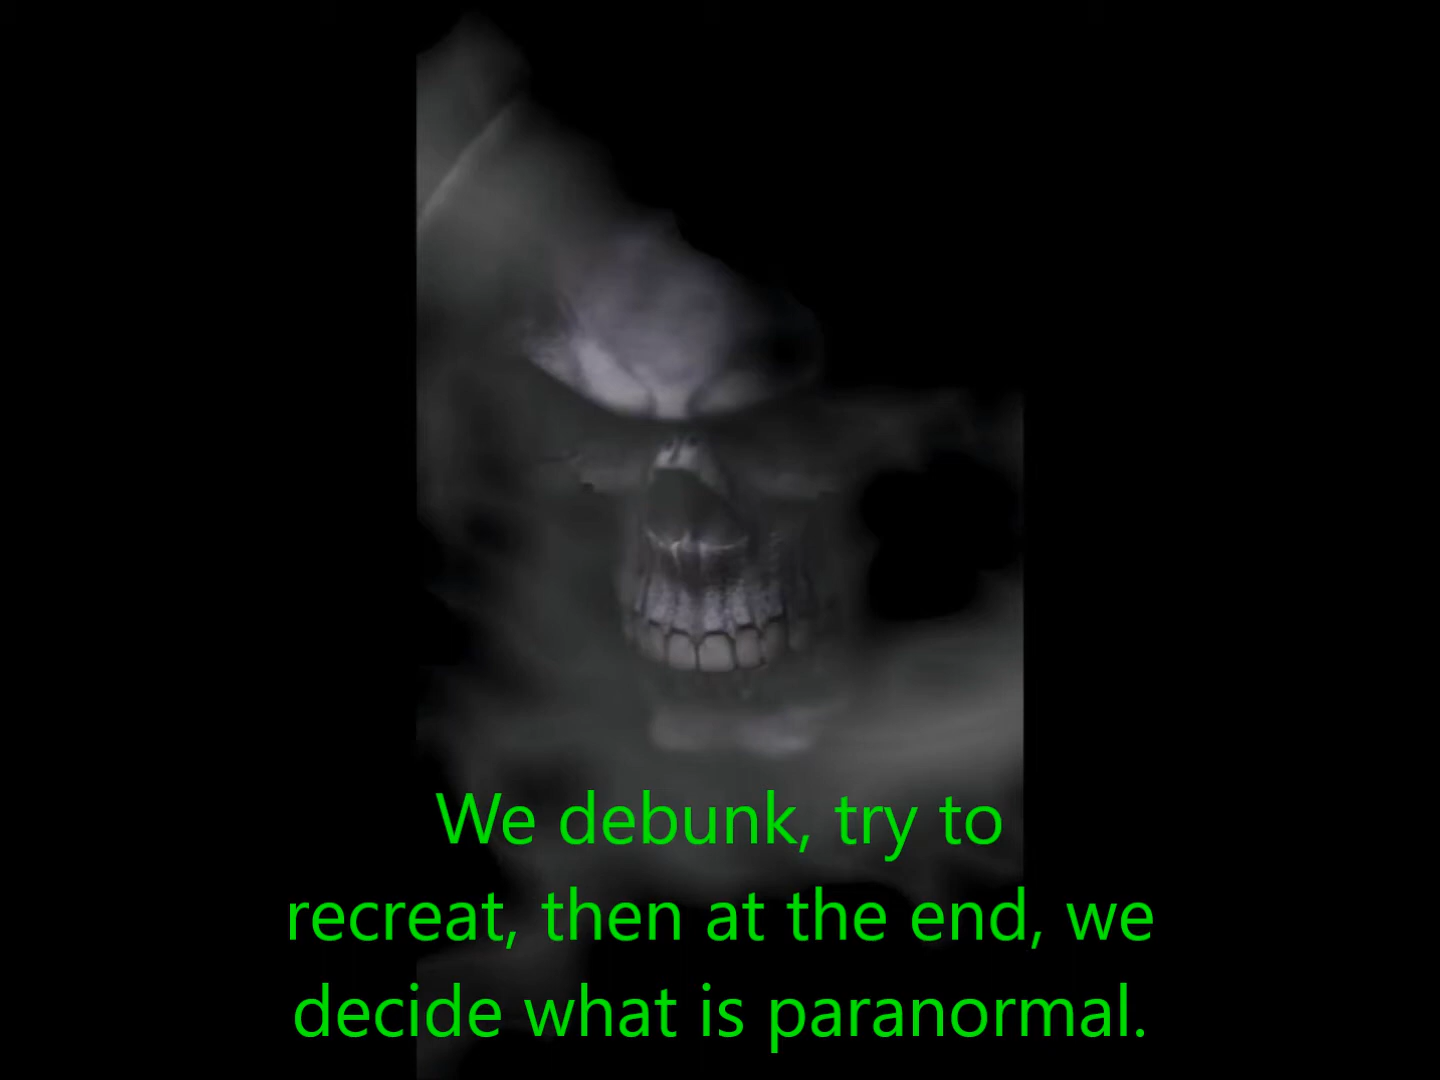 We debunk, try to
recreat, then at the end, we
decide what is paranormal.